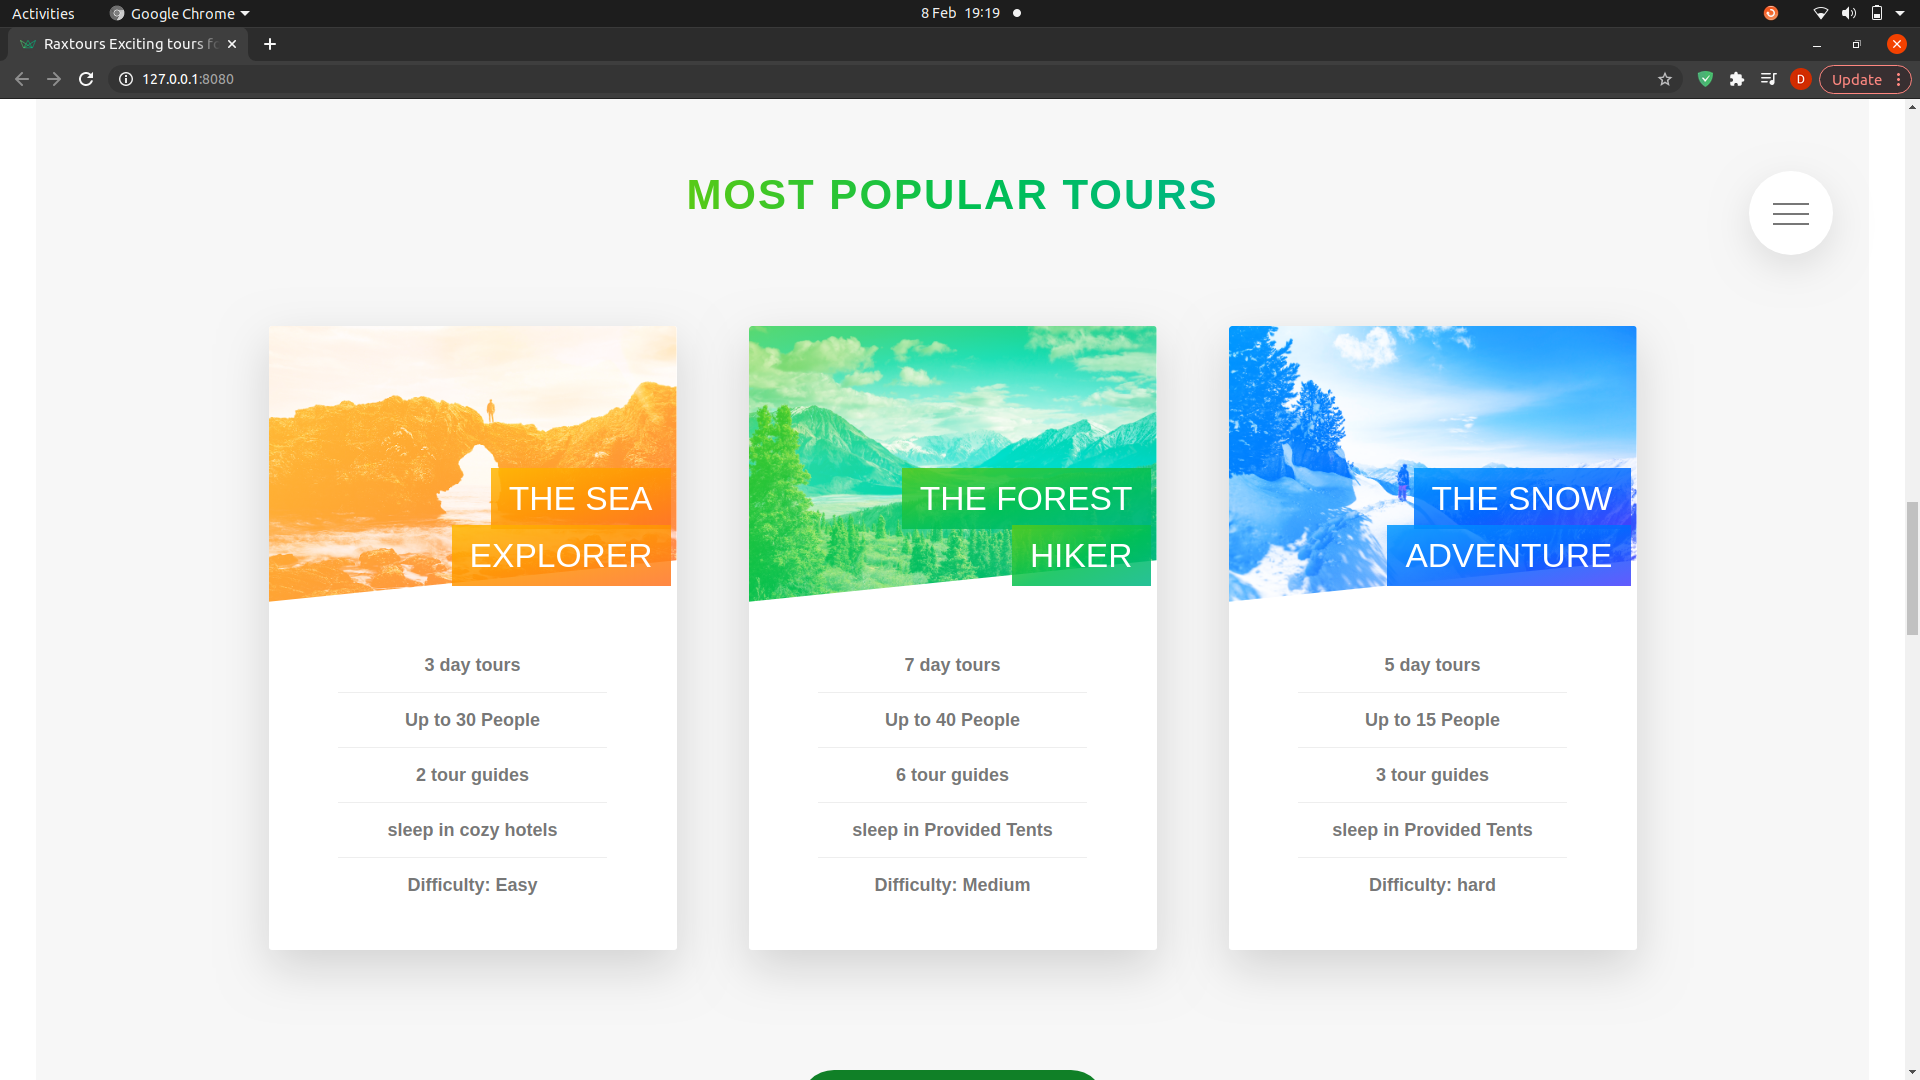 Activities
Google Chrome
8 Feb 19:19
Raxtours Exciting tours fo
127.0.0.1:8080
D
Update
MOST POPULAR TOURS
THE SEA
EXPLORER
3 day tours
Up to 30 People
2 tour guides
sleep in cozy hotels
Difficulty: Easy
THE FOREST
HIKER
7 day tours
Up to 40 People
6 tour guides
sleep in Provided Tents
Difficulty: Medium
THE SNOW
ADVENTURE
5 day tours
Up to 15 People
3 tour guides
sleep in Provided Tents
Difficulty: hard